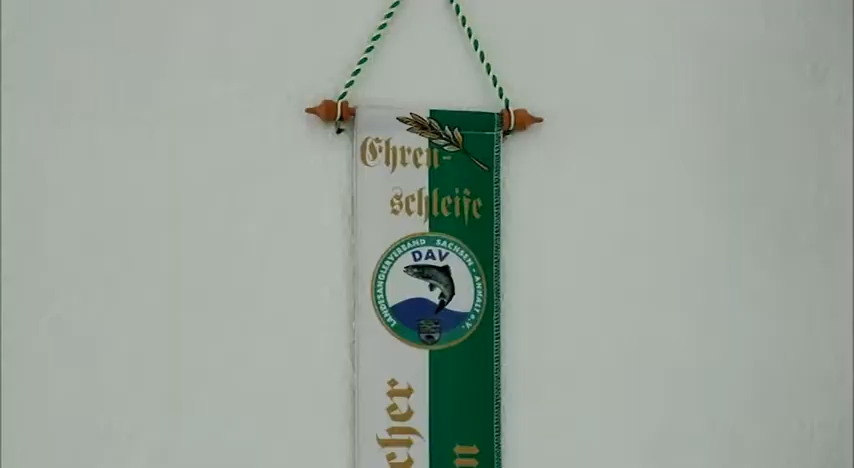 Ehren-
schleife
LANDESANGLERVERBAND SACHSEN-ANHALT e.V.
DAV
cher
n